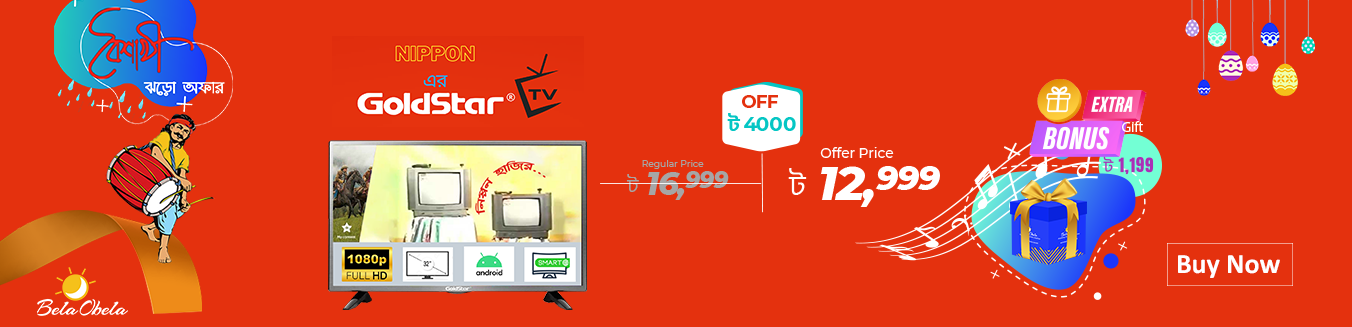 বৈশাখী
ঝড়ো অফার
Bela Obela
NIPPON
এর
GoldStar®
TV
নিয়ন হাতিরে...
1080p
FULL HD
32"
android
SMART
GoldStar
Regular Price
৳ 16,999
OFF
৳ 4000
Offer Price
৳ 12,999
EXTRA
BONUS
Gift
৳ 1,199
Buy Now